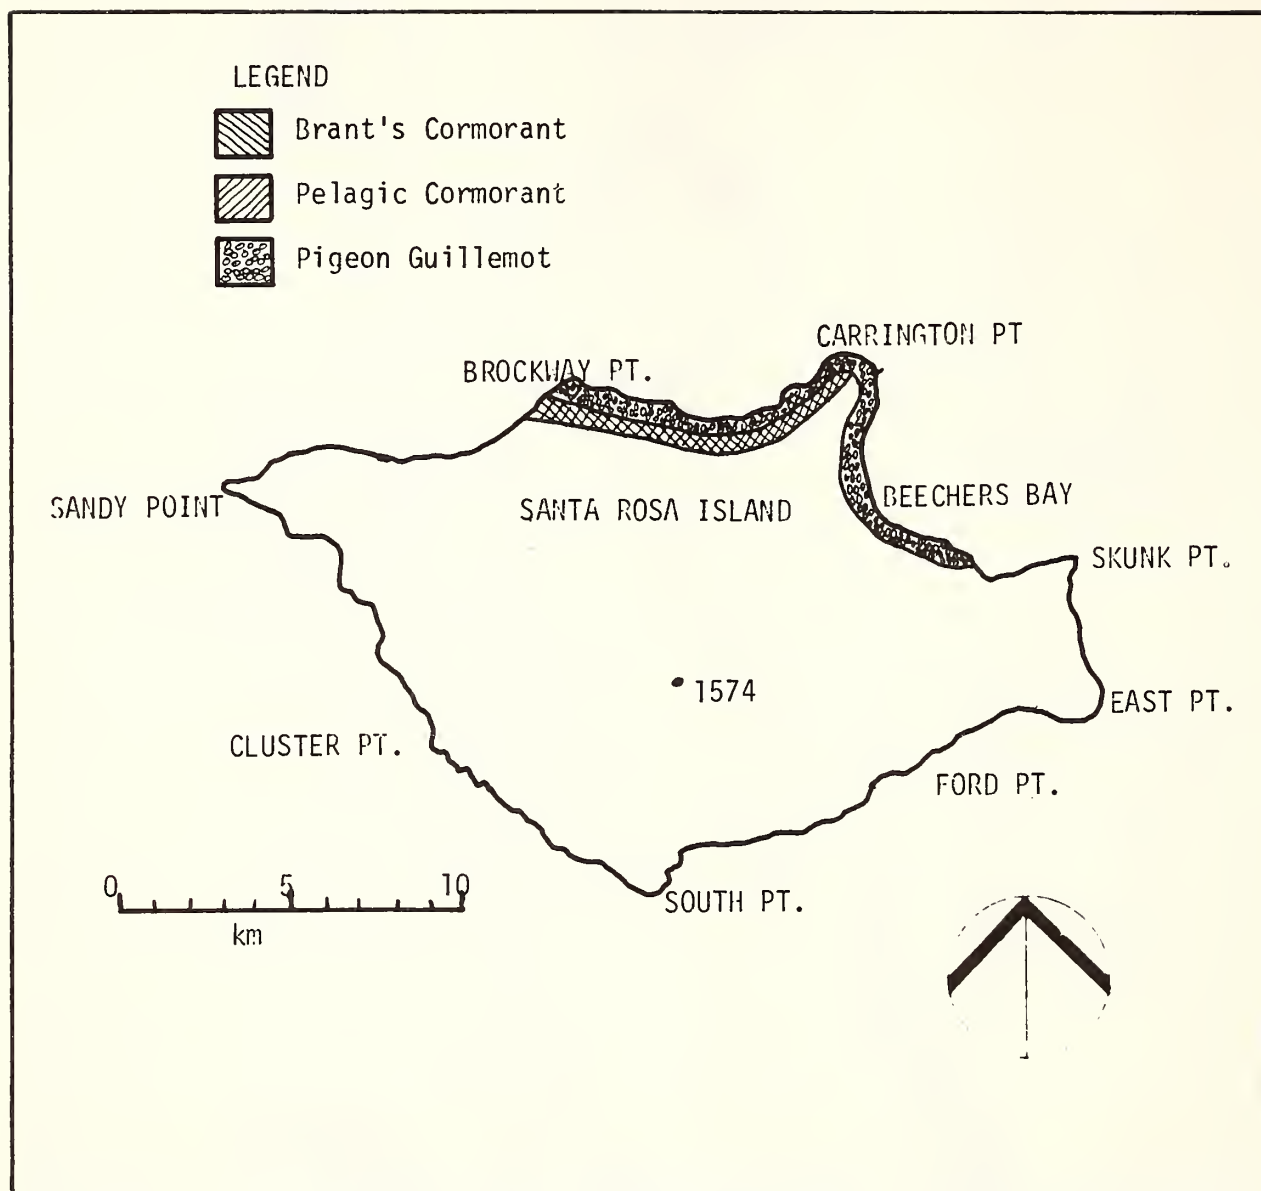 LEGEND
Brant's Cormorant
Pelagic Cormorant
Pigeon Guillemot
CARRINGTON PT
BROCKWAY PT.
SANDY POINT
SANTA ROSA ISLAND
BEECHERS BAY
SKUNK PT.
1574
EAST PT.
CLUSTER PT.
FORD PT.
0 5 10
km
SOUTH PT.